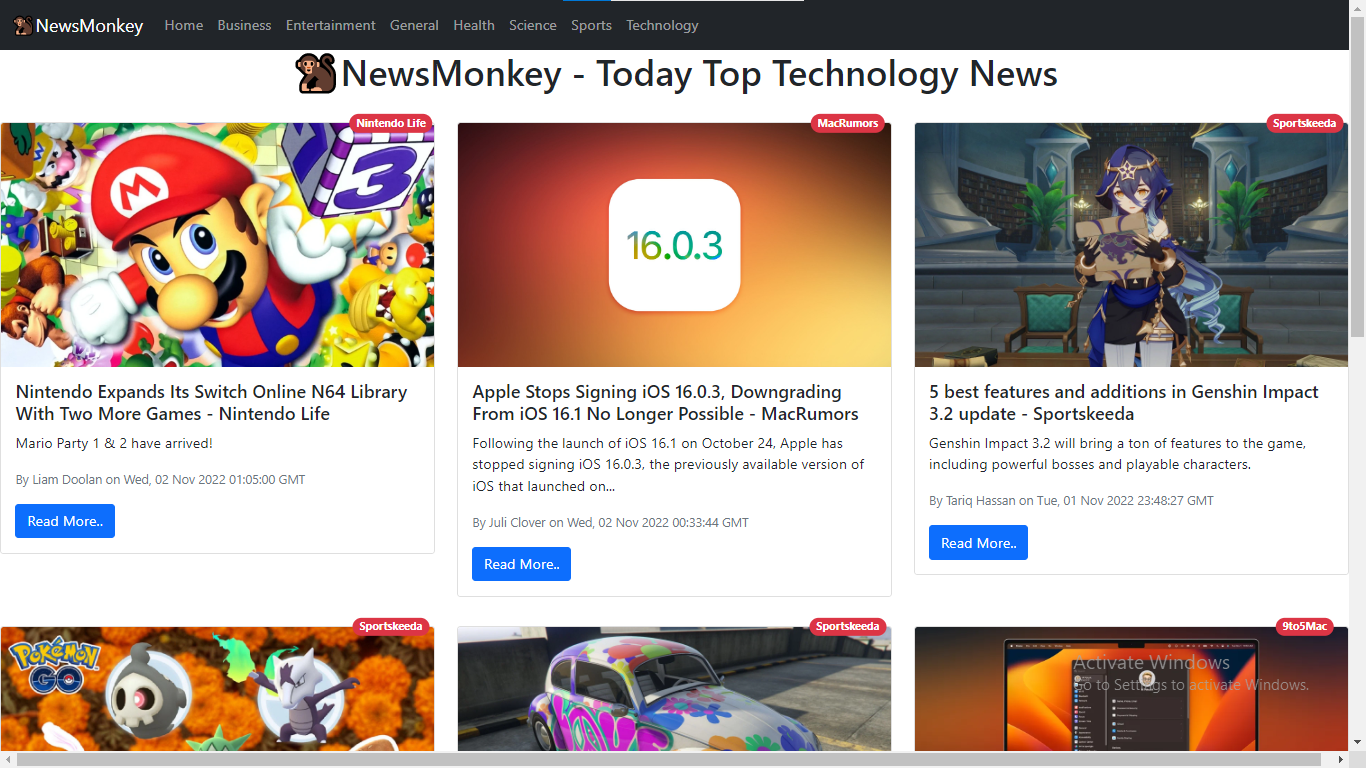 NewsMonkey Home Business Entertainment General Health Science Sports Technology
NewsMonkey - Today Top Technology News
Nintendo Life
M
3
Nintendo Expands Its Switch Online N64 Library
With Two More Games - Nintendo Life
Mario Party 1 & 2 have arrived!
By Liam Doolan on Wed, 02 Nov 2022 01:05:00 GMT
Read More..
MacRumors
16.0.3
Apple Stops Signing iOS 16.0.3, Downgrading
From iOS 16.1 No Longer Possible - MacRumors
Following the launch of iOS 16.1 on October 24, Apple has
stopped signing iOS 16.0.3, the previously available version of
iOS that launched on...
By Juli Clover on Wed, 02 Nov 2022 00:33:44 GMT
Read More..
Sportskeeda
5 best features and additions in Genshin Impact
3.2 update - Sportskeeda
Genshin Impact 3.2 will bring a ton of features to the game,
including powerful bosses and playable characters.
By Tariq Hassan on Tue, 01 Nov 2022 23:48:27 GMT
Read More..
Sportskeeda
POKÉMON
GO
Sportskeeda
9to5Mac
Activate Windows
Go to Settings to activate Windows.